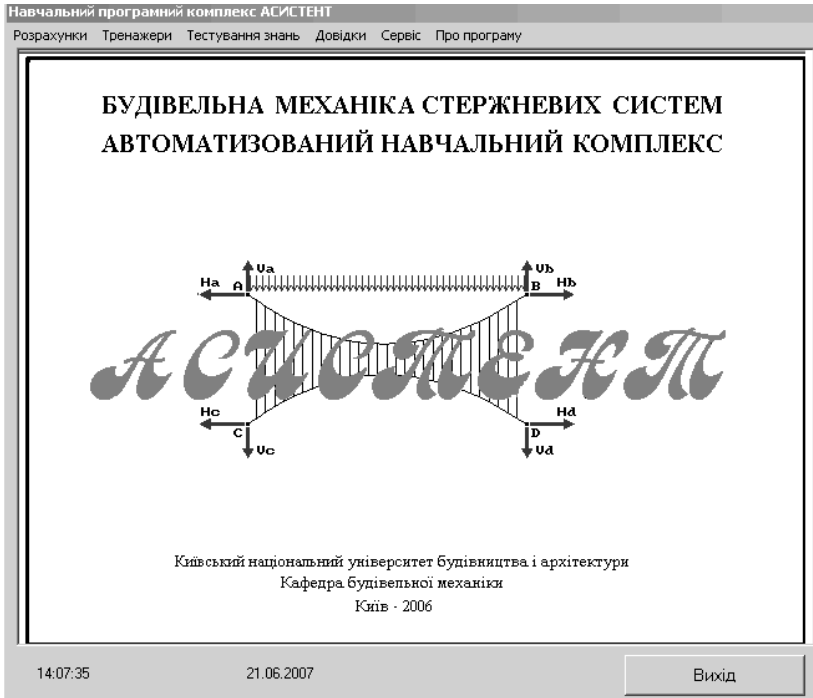 Навчальний програмний комплекс АСИСТЕНТ
Розрахунки Тренажери Тестування знань Довідки Сервіс Про програму
БУДІВЕЛЬНА МЕХАНІКА СТЕРЖНЕВИХ СИСТЕМ
АВТОМАТИЗОВАНИЙ НАВЧАЛЬНИЙ КОМПЛЕКС
Va Vb
Ha A B Hb
АСИСТЕНТ
Hc Hd
C D
Vc Vd
Київський національний університет будівництва і архітектури
Кафедра будівельної механіки
Київ - 2006
14:07:35 21.06.2007 Вихід